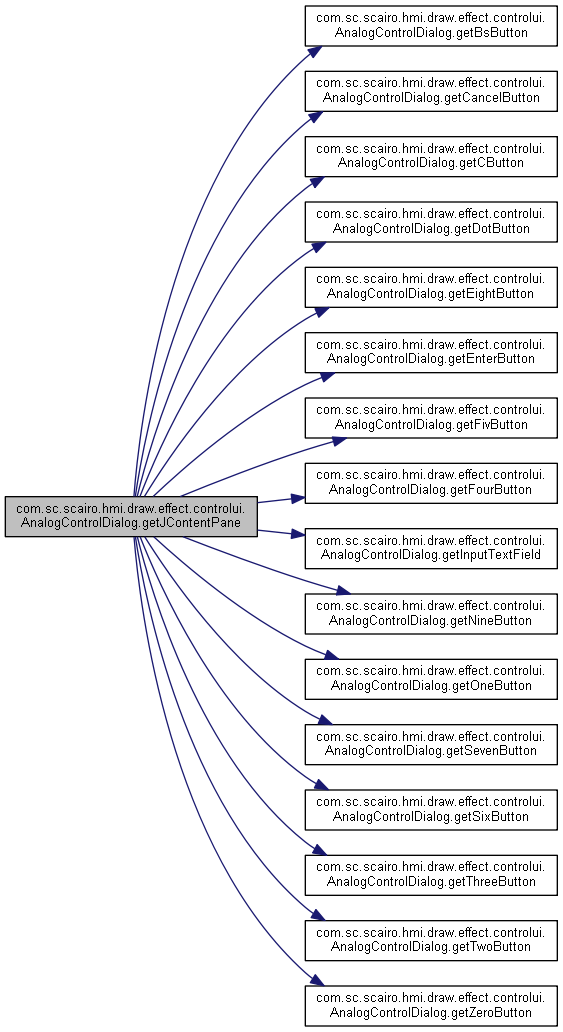 com.sc.scairo.hmi.draw.effect.controlui.
AnalogControlDialog.getJContentPane
com.sc.scairo.hmi.draw.effect.controlui.
AnalogControlDialog.getBsButton
com.sc.scairo.hmi.draw.effect.controlui.
AnalogControlDialog.getCancelButton
com.sc.scairo.hmi.draw.effect.controlui.
AnalogControlDialog.getCButton
com.sc.scairo.hmi.draw.effect.controlui.
AnalogControlDialog.getDotButton
com.sc.scairo.hmi.draw.effect.controlui.
AnalogControlDialog.getEightButton
com.sc.scairo.hmi.draw.effect.controlui.
AnalogControlDialog.getEnterButton
com.sc.scairo.hmi.draw.effect.controlui.
AnalogControlDialog.getFivButton
com.sc.scairo.hmi.draw.effect.controlui.
AnalogControlDialog.getFourButton
com.sc.scairo.hmi.draw.effect.controlui.
AnalogControlDialog.getInputTextField
com.sc.scairo.hmi.draw.effect.controlui.
AnalogControlDialog.getNineButton
com.sc.scairo.hmi.draw.effect.controlui.
AnalogControlDialog.getOneButton
com.sc.scairo.hmi.draw.effect.controlui.
AnalogControlDialog.getSevenButton
com.sc.scairo.hmi.draw.effect.controlui.
AnalogControlDialog.getSixButton
com.sc.scairo.hmi.draw.effect.controlui.
AnalogControlDialog.getThreeButton
com.sc.scairo.hmi.draw.effect.controlui.
AnalogControlDialog.getTwoButton
com.sc.scairo.hmi.draw.effect.controlui.
AnalogControlDialog.getZeroButton